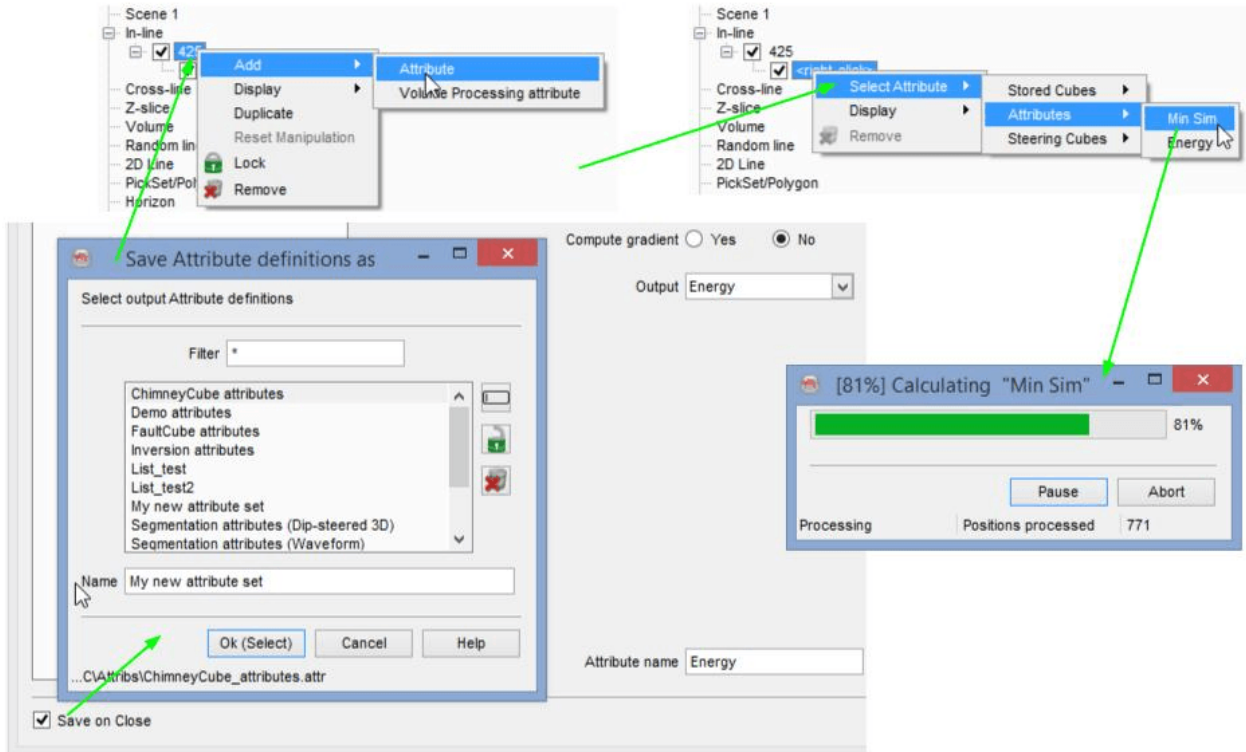 Scene 1
In-line
425
Add
Attribute
Display
Volume Processing attribute
Duplicate
Reset Manipulation
Lock
Remove
Cross-line
Z-slice
Volume
Random lin
2D Line
PickSet/Pol
Horizon
Scene 1
In-line
425
<right-click>
Select Attribute
Stored Cubes
Display
Attributes
Min Sim
Remove
Steering Cubes
Energy
Cross-line
Z-slice
Volume
Random line
2D Line
PickSet/Polygon
Compute gradient Yes No
Output Energy
Save Attribute definitions as
Select output Attribute definitions
Filter *
ChimneyCube attributes
Demo attributes
FaultCube attributes
Inversion attributes
List_test
List_test2
My new attribute set
Segmentation attributes (Dip-steered 3D)
Segmentation attributes (Waveform)
Name My new attribute set
Ok (Select) Cancel Help
...C\Attribs\ChimneyCube_attributes.attr
Attribute name Energy
Save on Close
[81%] Calculating "Min Sim"
81%
Pause Abort
Processing Positions processed 771